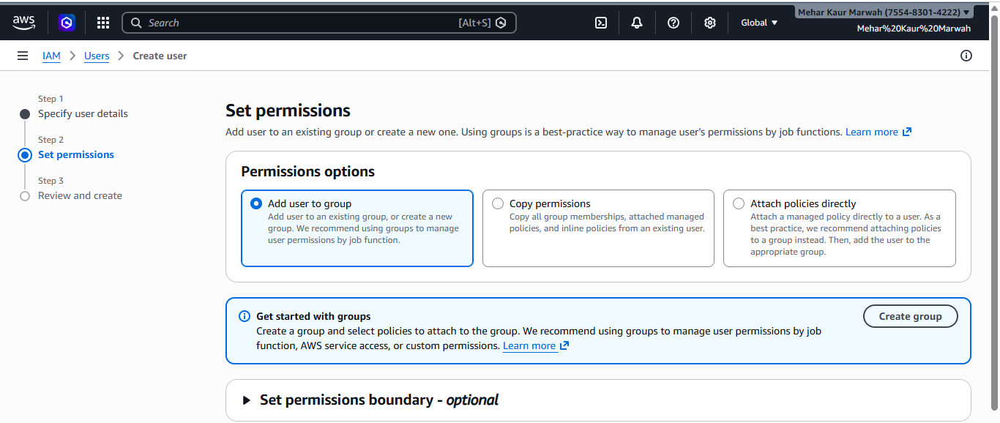 aws
Search
[Alt+S]
Global
Mehar Kaur Marwah (7554-8301-4222)
Mehar%20Kaur%20Marwah
IAM
Users
Create user
Step 1
Specify user details
Step 2
Set permissions
Step 3
Review and create
Set permissions
Add user to an existing group or create a new one. Using groups is a best-practice way to manage user's permissions by job functions. Learn more
Permissions options
Add user to group
Add user to an existing group, or create a new
group. We recommend using groups to manage
user permissions by job function.
Copy permissions
Copy all group memberships, attached managed
policies, and inline policies from an existing user.
Attach policies directly
Attach a managed policy directly to a user. As a
best practice, we recommend attaching policies
to a group instead. Then, add the user to the
appropriate group.
Get started with groups
Create a group and select policies to attach to the group. We recommend using groups to manage user permissions by job
function, AWS service access, or custom permissions. Learn more
Create group
Set permissions boundary - optional